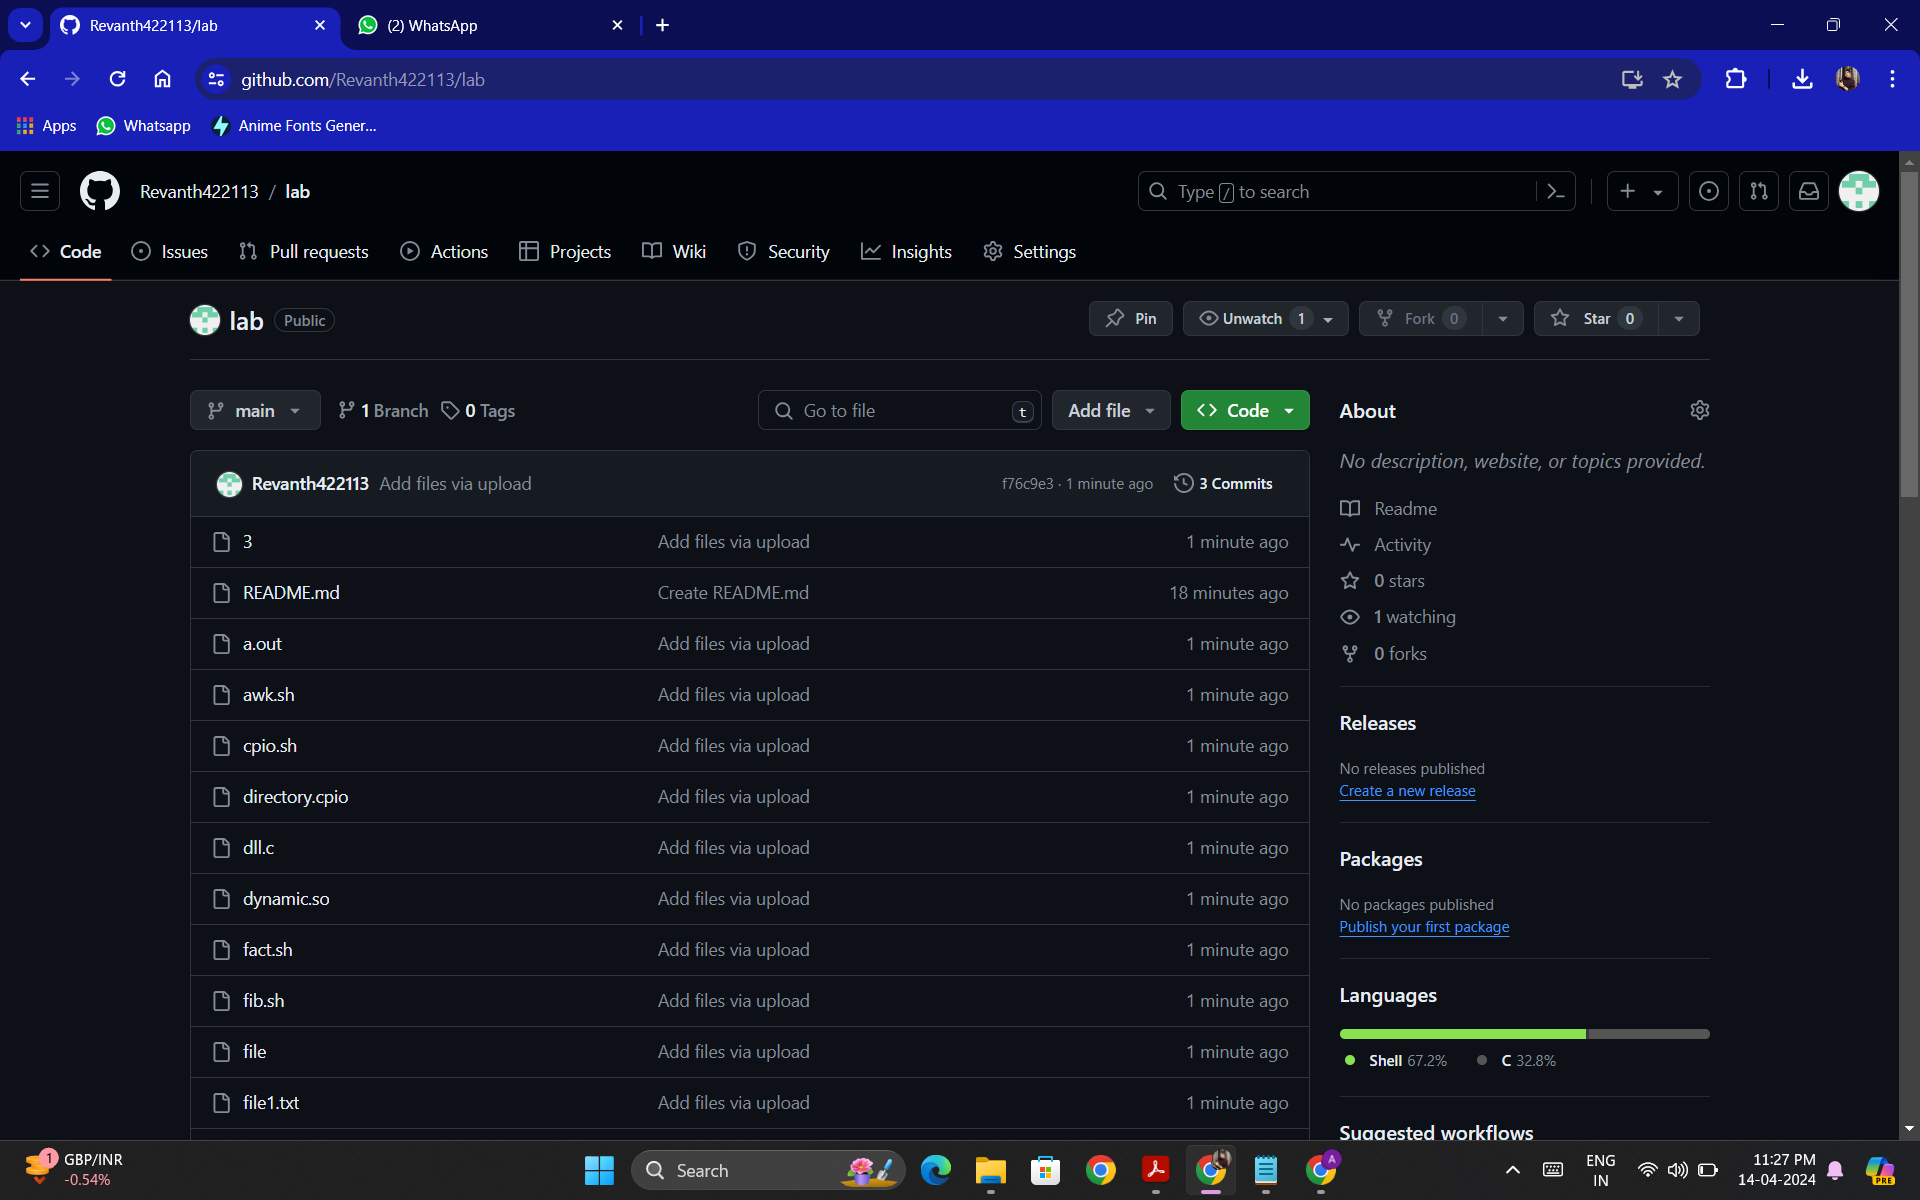 Revanth422113/lab
(2) WhatsApp
github.com/Revanth422113/lab
Apps
Whatsapp
Anime Fonts Gener...
Revanth422113 / lab
Type / to search
Code
Issues
Pull requests
Actions
Projects
Wiki
Security
Insights
Settings
lab Public
Pin
Unwatch 1
Fork 0
Star 0
main
1 Branch
0 Tags
Go to file t
Add file
Code
About
No description, website, or topics provided.
Revanth422113 Add files via upload f76c9e3 · 1 minute ago 3 Commits
3 Add files via upload 1 minute ago
README.md Create README.md 18 minutes ago
a.out Add files via upload 1 minute ago
awk.sh Add files via upload 1 minute ago
cpio.sh Add files via upload 1 minute ago
directory.cpio Add files via upload 1 minute ago
dll.c Add files via upload 1 minute ago
dynamic.so Add files via upload 1 minute ago
fact.sh Add files via upload 1 minute ago
fib.sh Add files via upload 1 minute ago
file Add files via upload 1 minute ago
file1.txt Add files via upload 1 minute ago
Readme
Activity
0 stars
1 watching
0 forks
Releases
No releases published
Create a new release
Packages
No packages published
Publish your first package
Languages
Shell 67.2% C 32.8%
Suggested workflows
1
GBP/INR
-0.54%
Search
A
ENG
IN
11:27 PM
14-04-2024
PRE